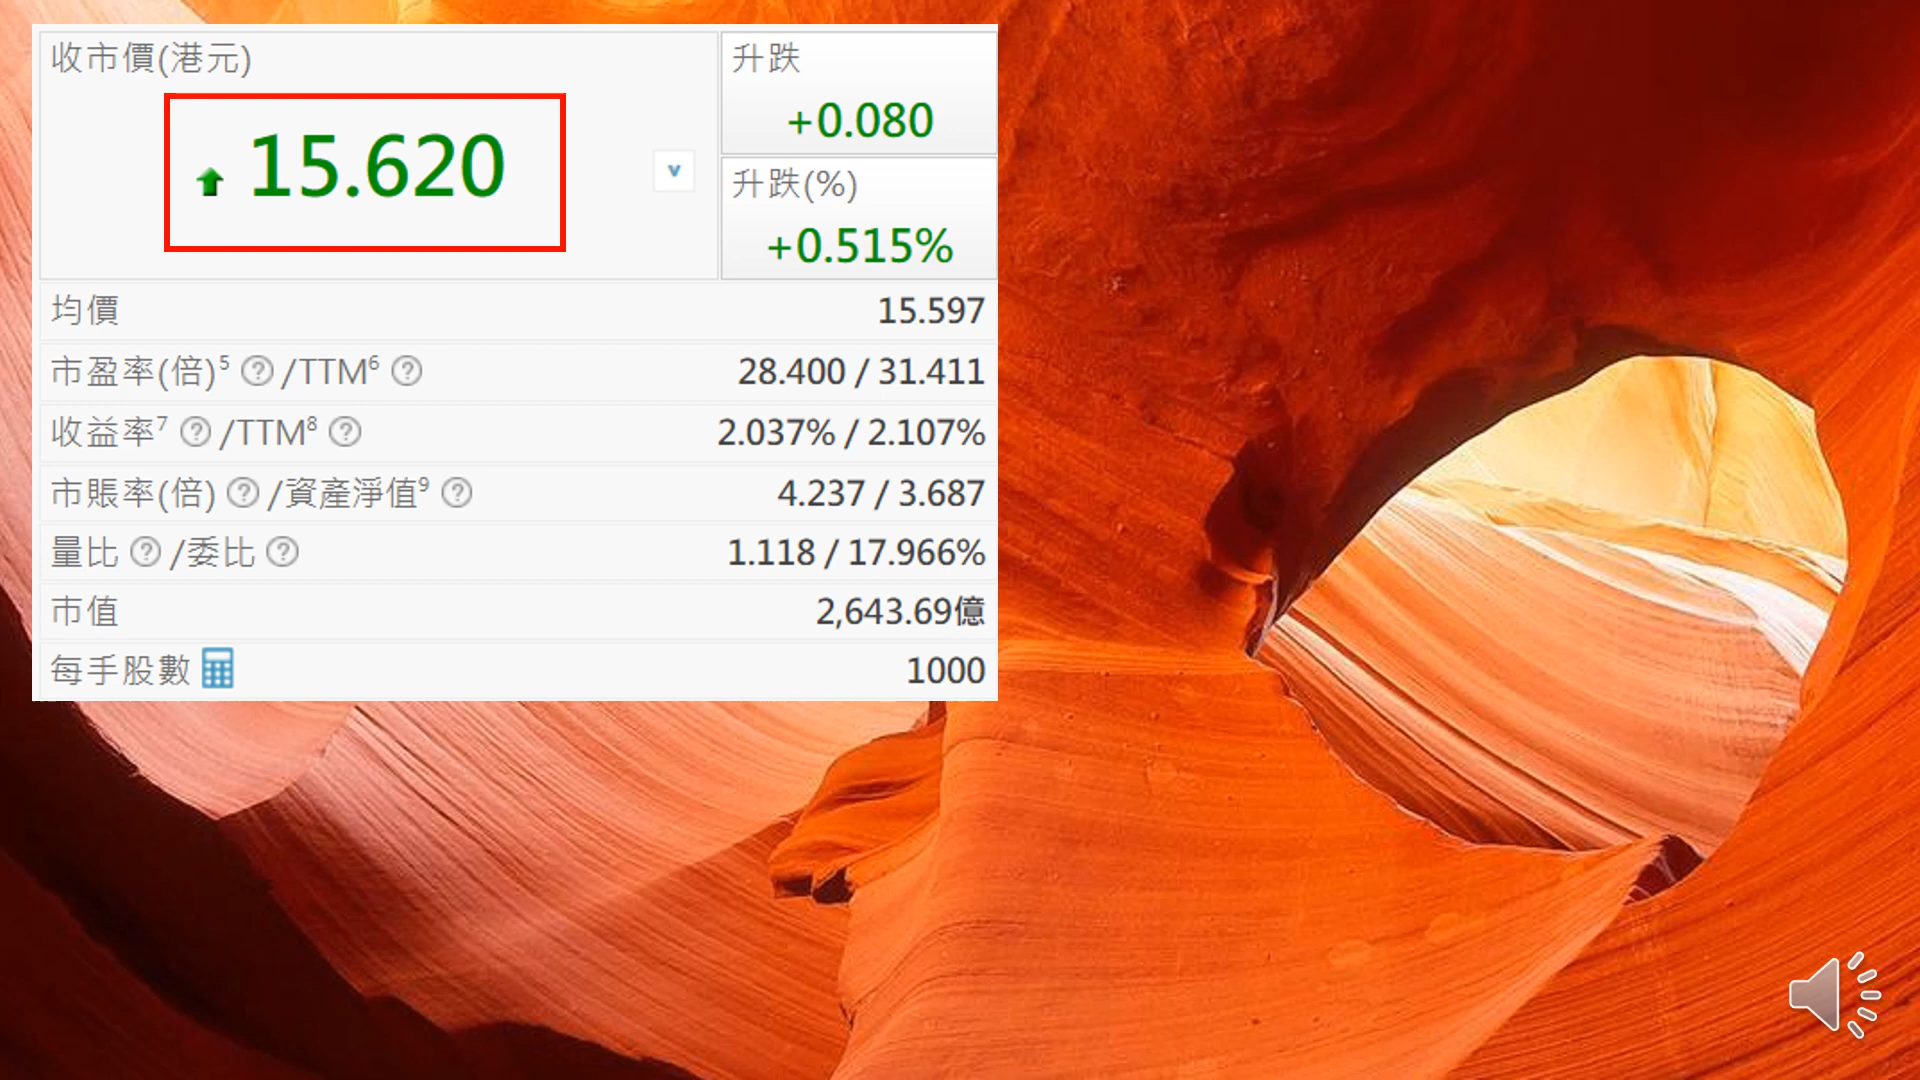 收市價(港元)
15.620
升跌
+0.080
升跌(%)
+0.515%
均價 15.597
市盈率(倍)5 /TTM6 28.400 / 31.411
收益率7 /TTM8 2.037% / 2.107%
市賬率(倍) /資產淨值9 4.237 / 3.687
量比 /委比 1.118 / 17.966%
市值 2,643.69億
每手股數 1000